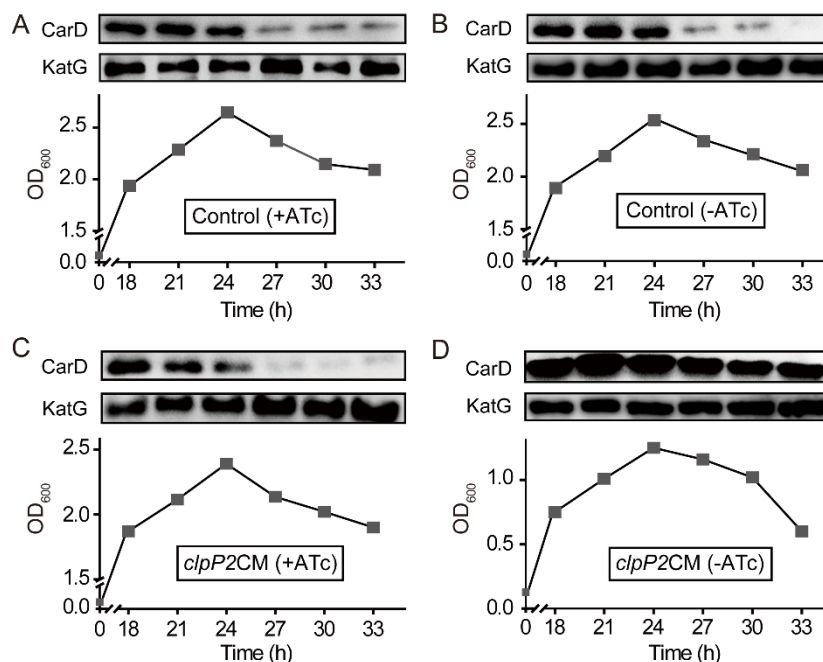 A
CarD
KatG
2.5
2.0
1.5
0.0
OD600
Control (+ATc)
0 18 21 24 27 30 33
Time (h)
B
CarD
KatG
2.5
2.0
1.5
0.0
OD600
Control (-ATc)
0 18 21 24 27 30 33
Time (h)
C
CarD
KatG
2.5
2.0
1.5
0.0
OD600
clpP2CM (+ATc)
0 18 21 24 27 30 33
Time (h)
D
CarD
KatG
1.0
0.5
0.0
OD600
clpP2CM (-ATc)
0 18 21 24 27 30 33
Time (h)